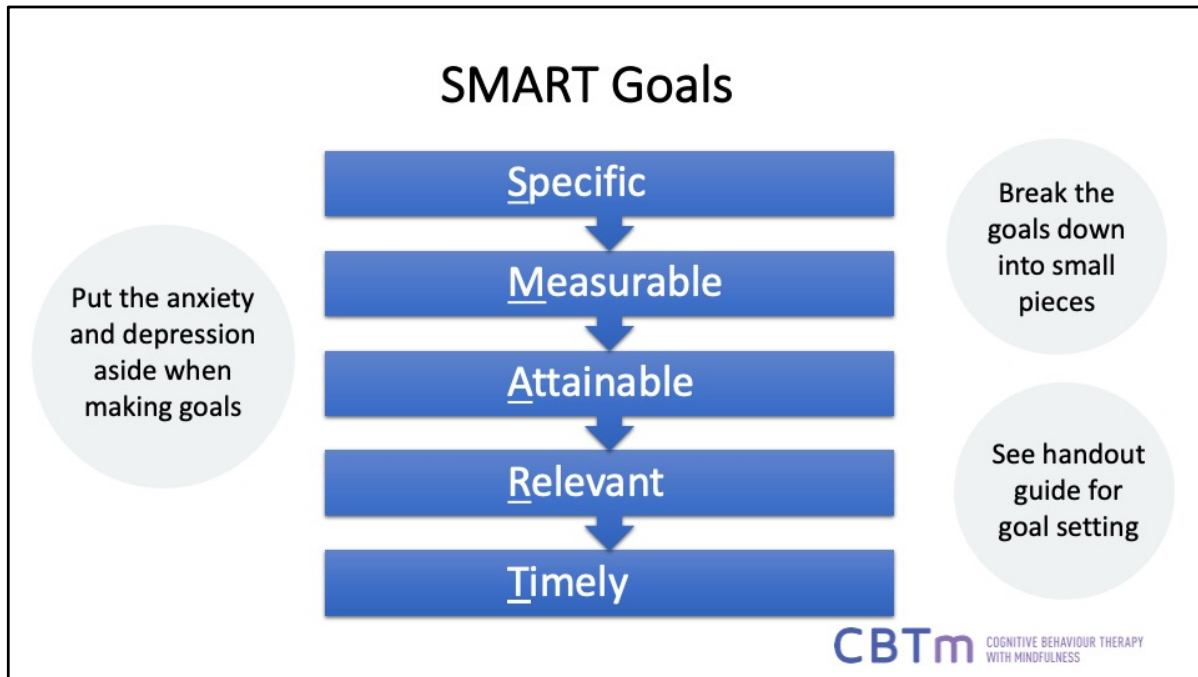 SMART Goals
Put the anxiety
and depression
aside when
making goals
Specific
Measurable
Attainable
Relevant
Timely
Break the
goals down
into small
pieces
See handout
guide for
goal setting
CBTm
COGNITIVE BEHAVIOUR THERAPY
WITH MINDFULNESS